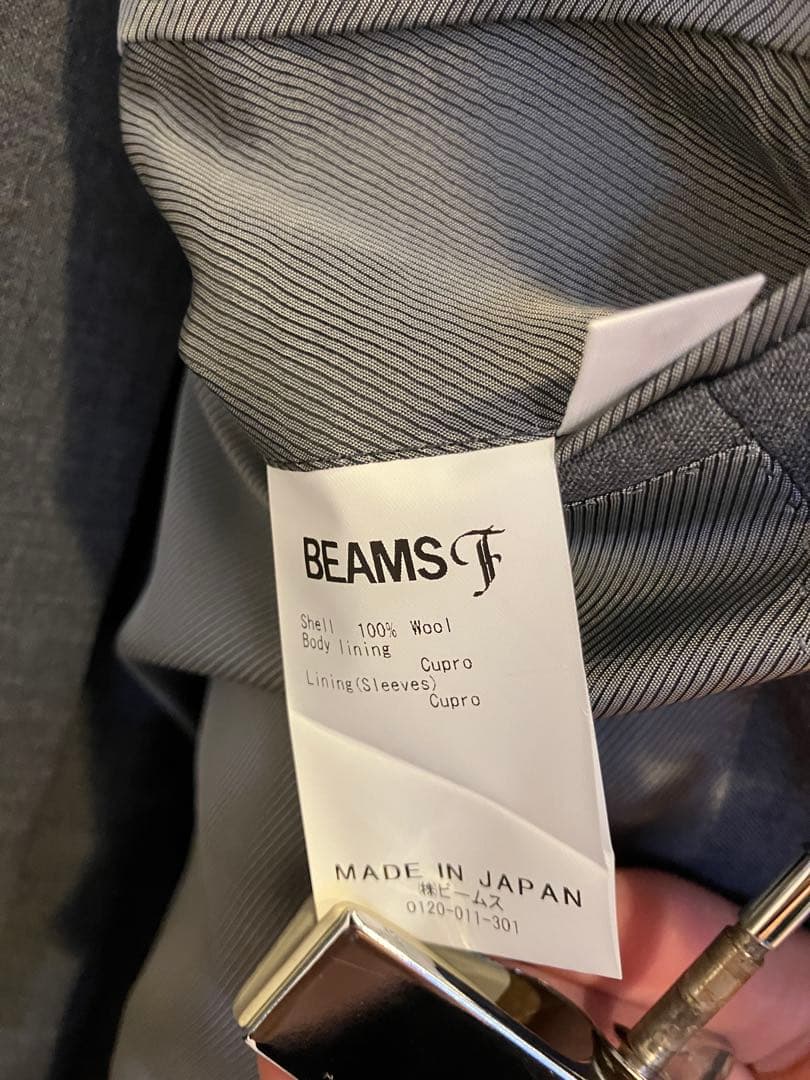 BEAMS F
Shell 100% Wool
Body lining
Cupro
Lining(Sleeves)
Cupro
MADE IN JAPAN
㈱ビームス
0120-011-301